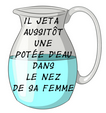 IL JETA
AUSSITÔT
UNE
POTÉE D'EAU
DANS
LE NEZ
DE SA FEMME